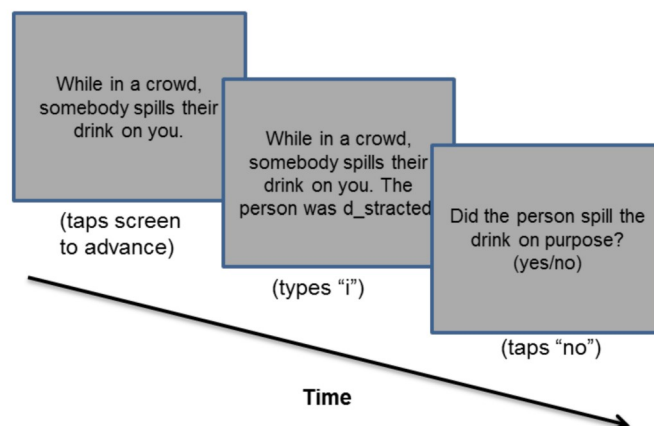 While in a crowd,
somebody spills their
drink on you.
(taps screen
to advance)
While in a crowd,
somebody spills their
drink on you. The
person was d_stracted
(types “i”)
Did the person spill the
drink on purpose?
(yes/no)
(taps “no”)
Time